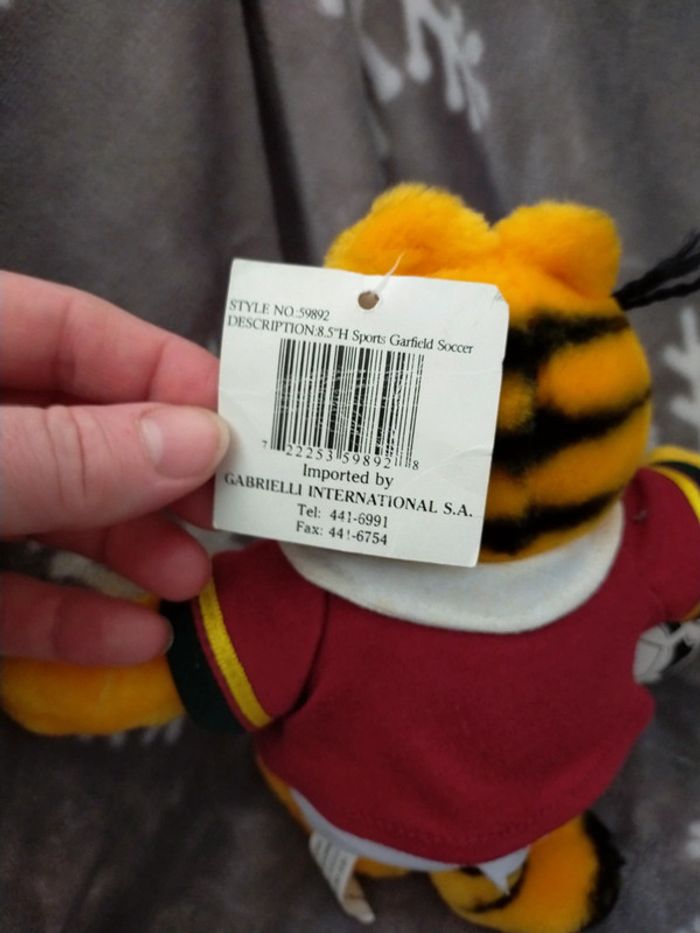 STYLE NO:59892
DESCRIPTION:8.5"H Sports Garfield Soccer
7 22253 59892 8
Imported by
GABRIELLI INTERNATIONAL S.A.
Tel: 441-6991
Fax: 441-6754